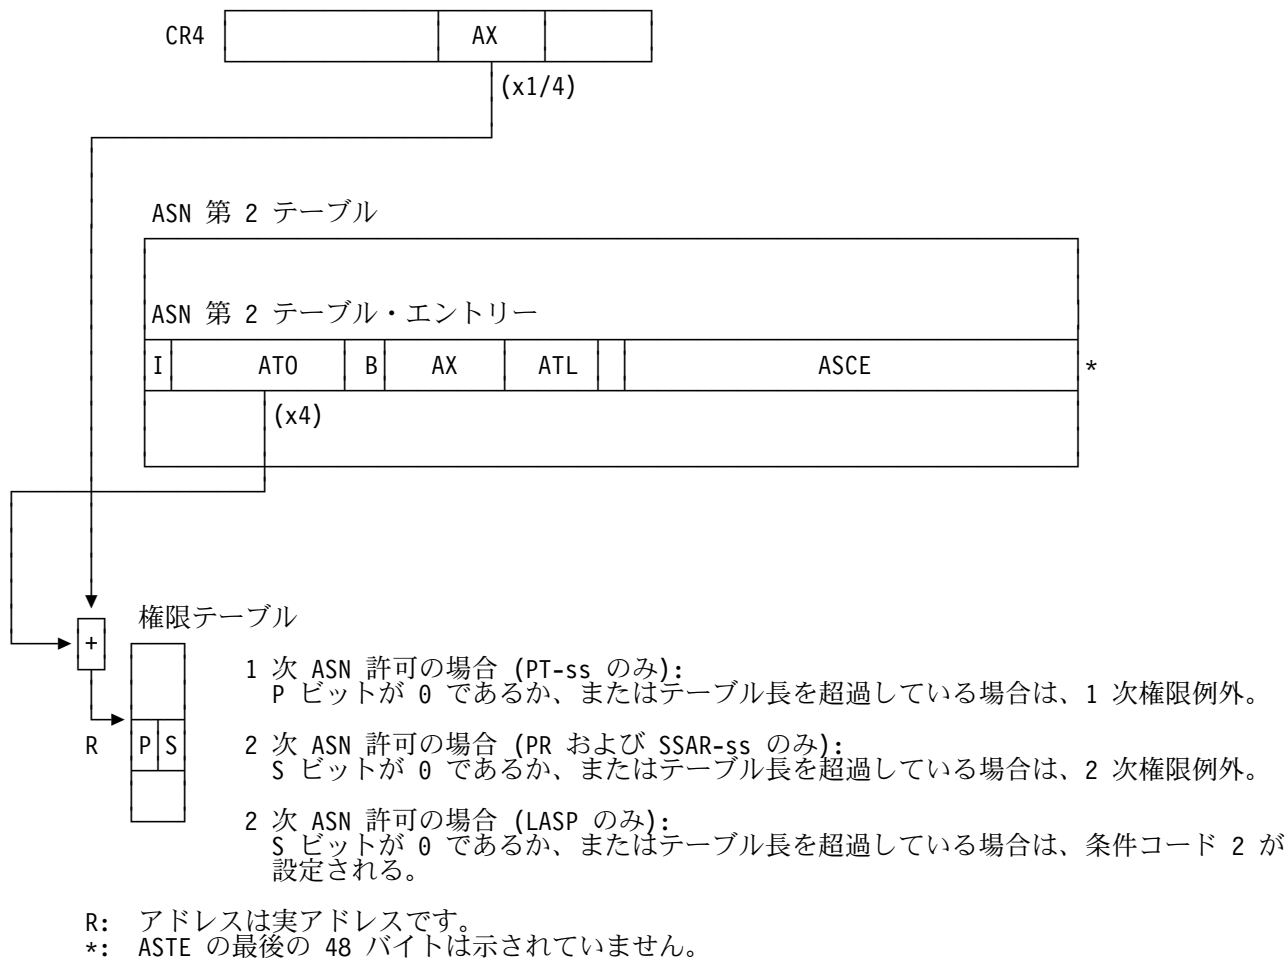 CR4 AX
(x1/4)
ASN 第 2 テーブル
ASN 第 2 テーブル・エントリー
I ATO B AX ATL ASCE *
(x4)
権限テーブル
+
1 次 ASN 許可の場合 (PT-ss のみ):
P ビットが 0 であるか、またはテーブル長を超過している場合は、1 次権限例外。
R P S
2 次 ASN 許可の場合 (PR および SSAR-ss のみ):
S ビットが 0 であるか、またはテーブル長を超過している場合は、2 次権限例外。
2 次 ASN 許可の場合 (LASP のみ):
S ビットが 0 であるか、またはテーブル長を超過している場合は、条件コード 2 が
設定される。
R: アドレスは実アドレスです。
*: ASTE の最後の 48 バイトは示されていません。